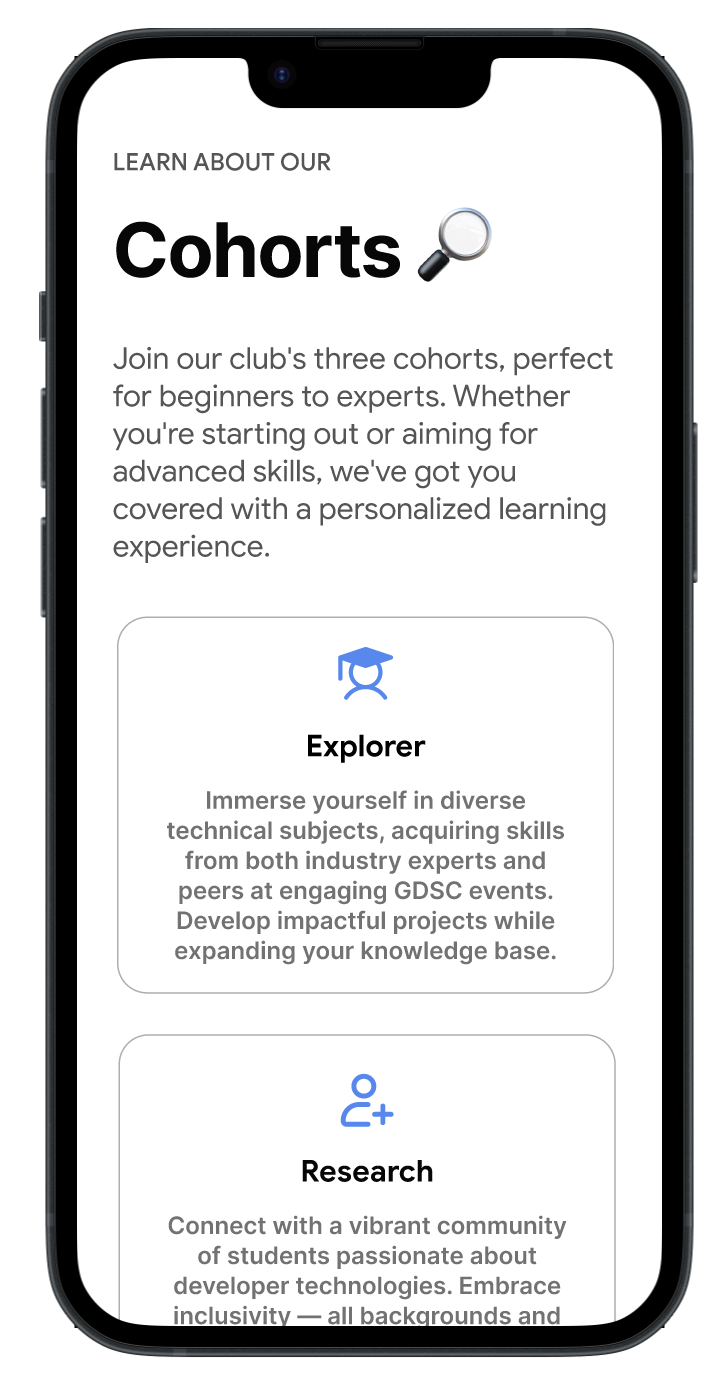 LEARN ABOUT OUR
Cohorts
Join our club's three cohorts, perfect
for beginners to experts. Whether
you're starting out or aiming for
advanced skills, we've got you
covered with a personalized learning
experience.
Explorer
Immerse yourself in diverse
technical subjects, acquiring skills
from both industry experts and
peers at engaging GDSC events.
Develop impactful projects while
expanding your knowledge base.
Research
Connect with a vibrant community
of students passionate about
developer technologies. Embrace
inclusivity — all backgrounds and